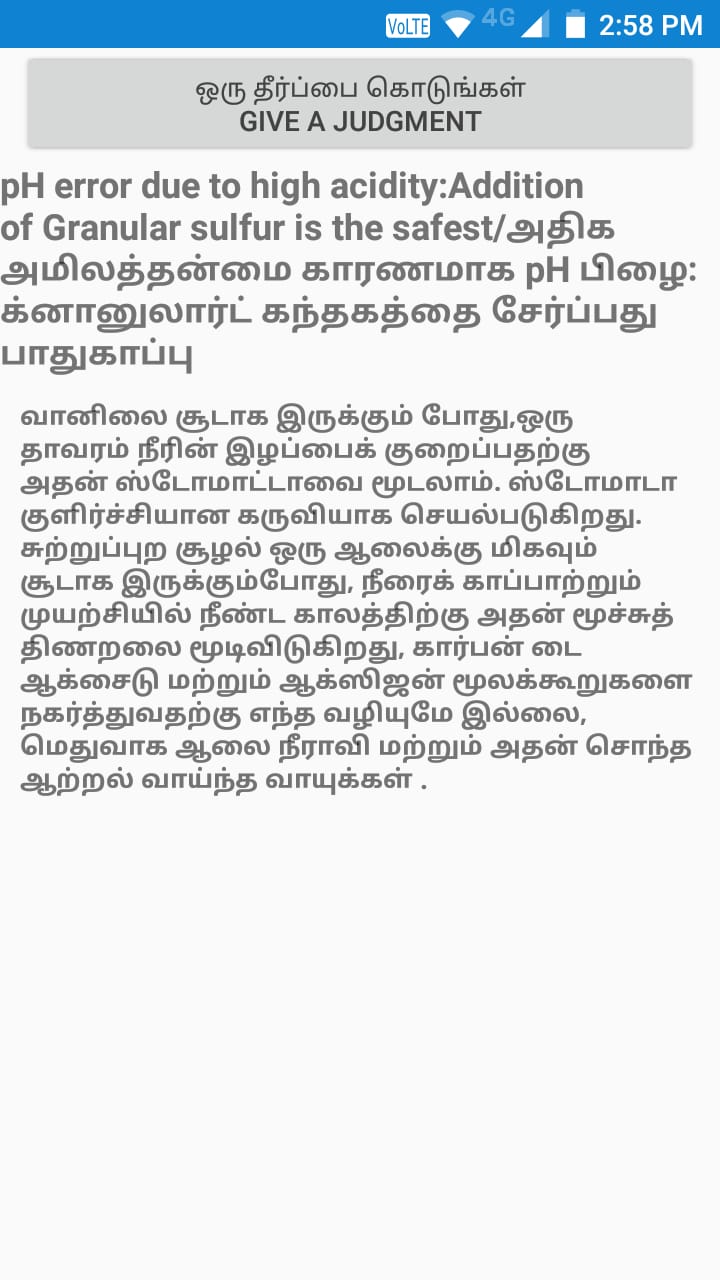 VoLTE 4G 2:58 PM
ஒரு தீர்ப்பை கொடுங்கள்
GIVE A JUDGMENT
pH error due to high acidity:Addition
of Granular sulfur is the safest/அதிக
அமிலத்தன்மை காரணமாக pH பிழை:
க்னானுலார்ட் கந்தகத்தை சேர்ப்பது
பாதுகாப்பு
வானிலை சூடாக இருக்கும் போது,ஒரு
தாவரம் நீரின் இழப்பைக் குறைப்பதற்கு
அதன் ஸ்டோமாட்டாவை மூடலாம். ஸ்டோமாடா
குளிர்ச்சியான கருவியாக செயல்படுகிறது.
சுற்றுப்புற சூழல் ஒரு ஆலைக்கு மிகவும்
சூடாக இருக்கும்போது, நீரைக் காப்பாற்றும்
முயற்சியில் நீண்ட காலத்திற்கு அதன் மூச்சுத்
திணறலை மூடிவிடுகிறது, கார்பன் டை
ஆக்சைடு மற்றும் ஆக்ஸிஜன் மூலக்கூறுகளை
நகர்த்துவதற்கு எந்த வழியுமே இல்லை,
மெதுவாக ஆலை நீராவி மற்றும் அதன் சொந்த
ஆற்றல் வாய்ந்த வாயுக்கள் .